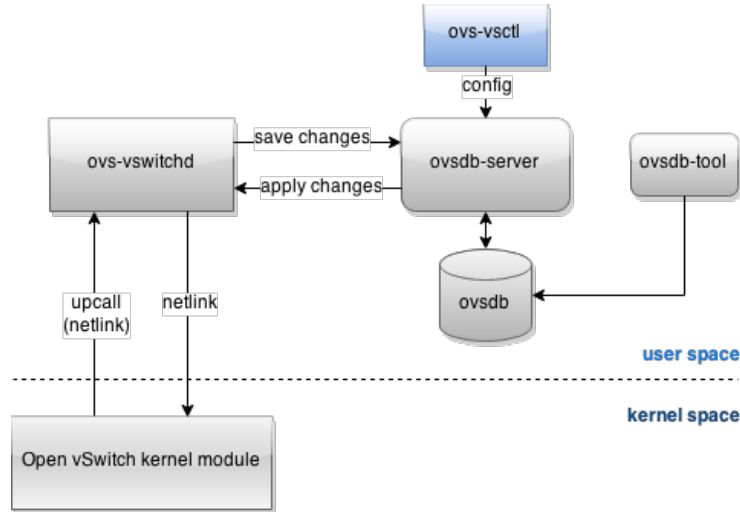 ovs-vsctl
config
ovs-vswitchd
save changes
apply changes
ovsdb-server
ovsdb-tool
upcall
(netlink)
netlink
ovsdb
user space
kernel space
Open vSwitch kernel module